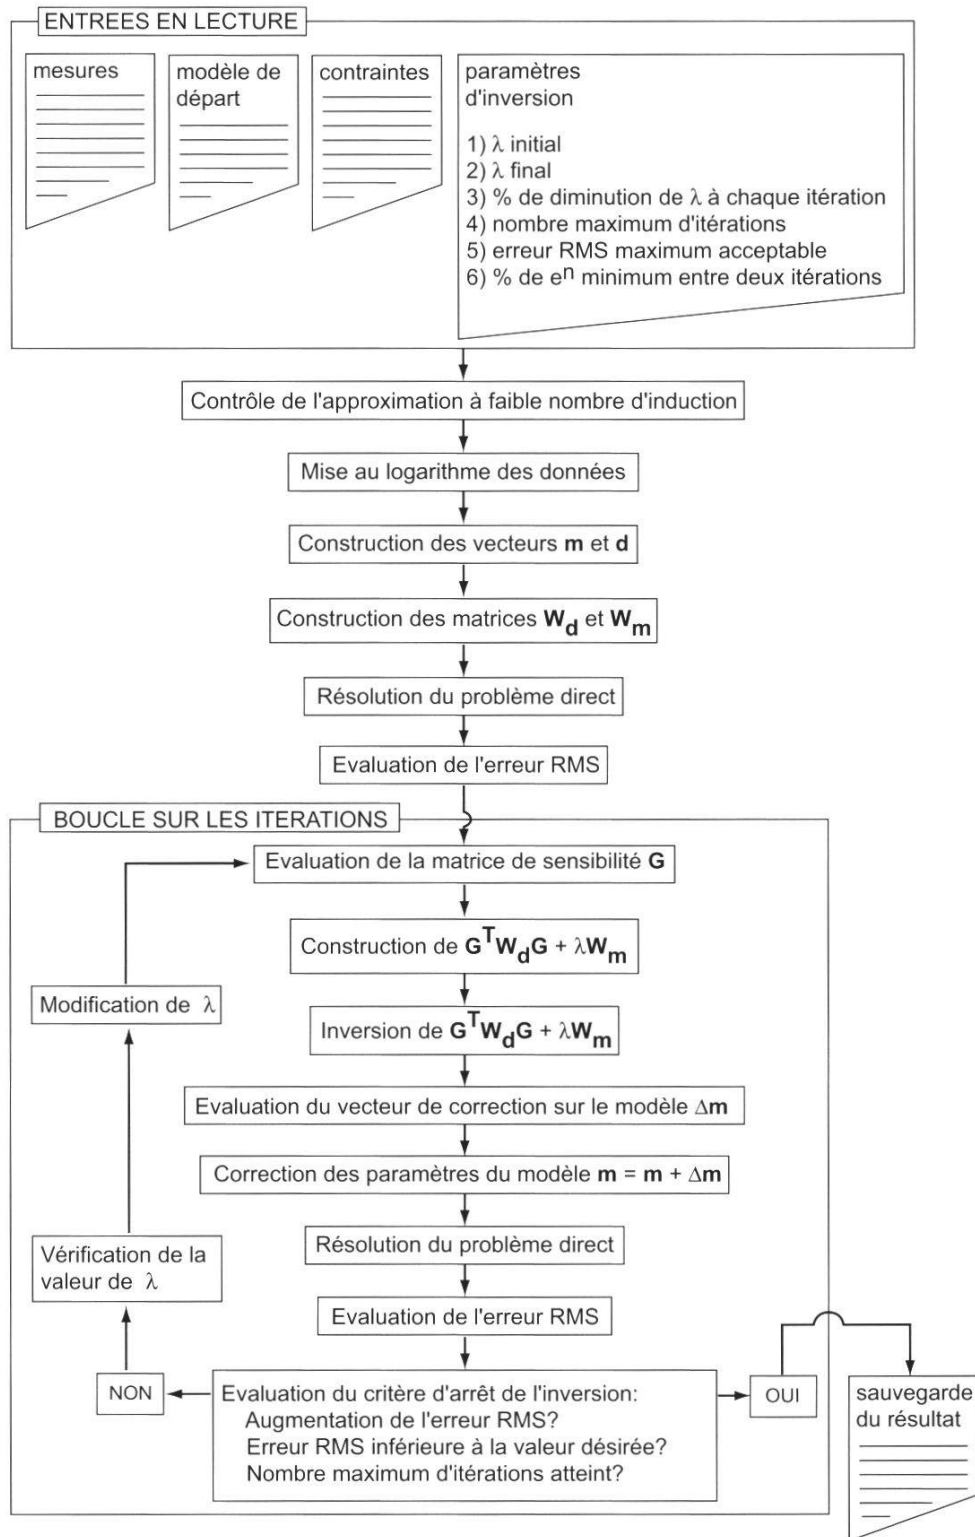 ENTREES EN LECTURE
mesures
modèle de
départ
contraintes
paramètres
d'inversion
1) λ initial
2) λ final
3) % de diminution de λ à chaque itération
4) nombre maximum d'itérations
5) erreur RMS maximum acceptable
6) % de eⁿ minimum entre deux itérations
Contrôle de l'approximation à faible nombre d'induction
Mise au logarithme des données
Construction des vecteurs m et d
Construction des matrices W_d et W_m
Résolution du problème direct
Evaluation de l'erreur RMS
BOUCLE SUR LES ITERATIONS
Evaluation de la matrice de sensibilité G
Construction de GᵀW_dG + λW_m
Modification de λ
Inversion de GᵀW_dG + λW_m
Evaluation du vecteur de correction sur le modèle Δm
Correction des paramètres du modèle m = m + Δm
Résolution du problème direct
Vérification de la
valeur de λ
Evaluation de l'erreur RMS
NON
Evaluation du critère d'arrêt de l'inversion:
Augmentation de l'erreur RMS?
Erreur RMS inférieure à la valeur désirée?
Nombre maximum d'itérations atteint?
OUI
sauvegarde
du résultat